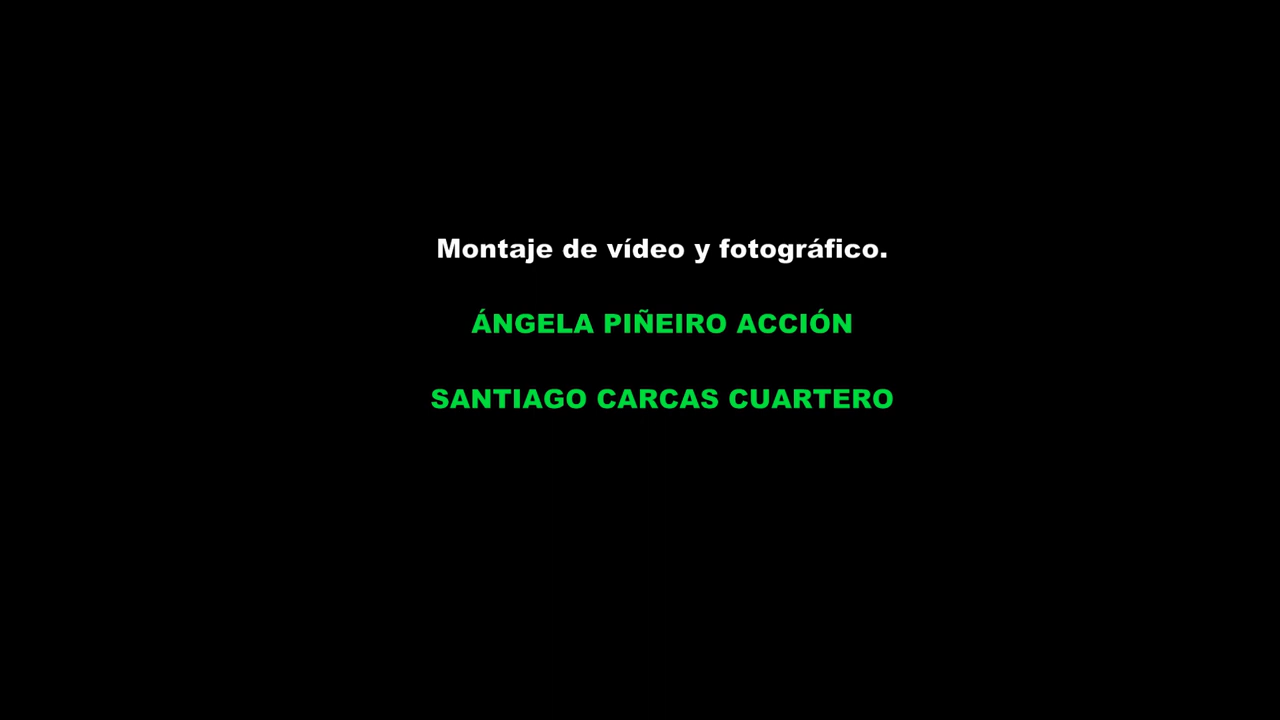 Montaje de vídeo y fotográfico.
ÁNGELA PIÑEIRO ACCIÓN
SANTIAGO CARCAS CUARTERO